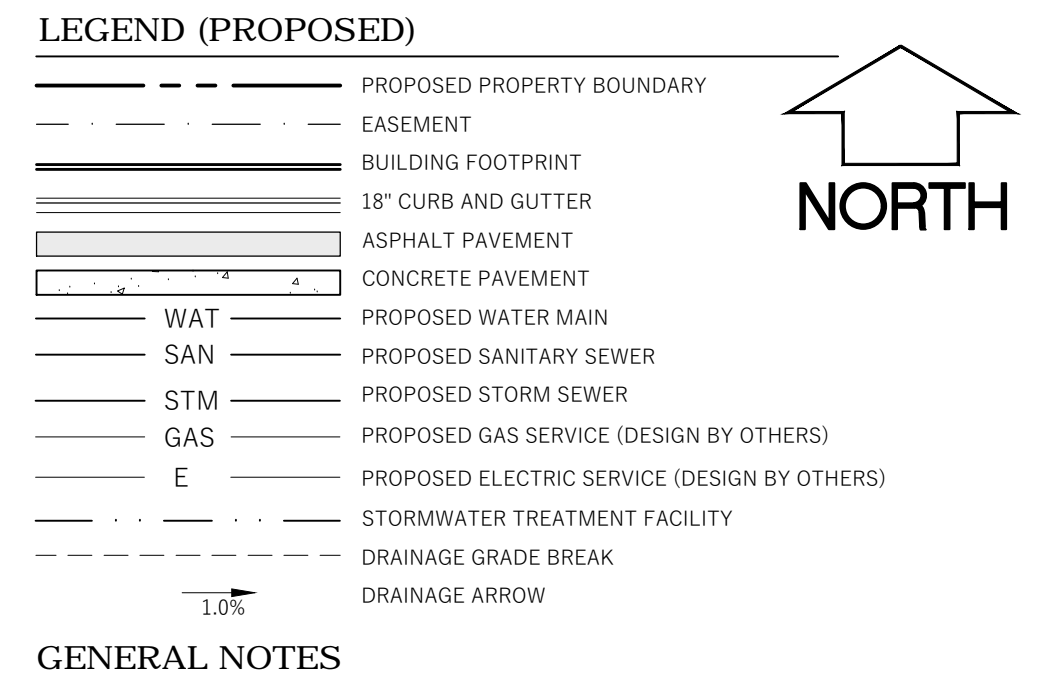 LEGEND (PROPOSED)
PROPOSED PROPERTY BOUNDARY
EASEMENT
BUILDING FOOTPRINT
18" CURB AND GUTTER
ASPHALT PAVEMENT
CONCRETE PAVEMENT
WAT PROPOSED WATER MAIN
SAN PROPOSED SANITARY SEWER
STM PROPOSED STORM SEWER
GAS PROPOSED GAS SERVICE (DESIGN BY OTHERS)
E PROPOSED ELECTRIC SERVICE (DESIGN BY OTHERS)
STORMWATER TREATMENT FACILITY
DRAINAGE GRADE BREAK
1.0% DRAINAGE ARROW
NORTH
GENERAL NOTES